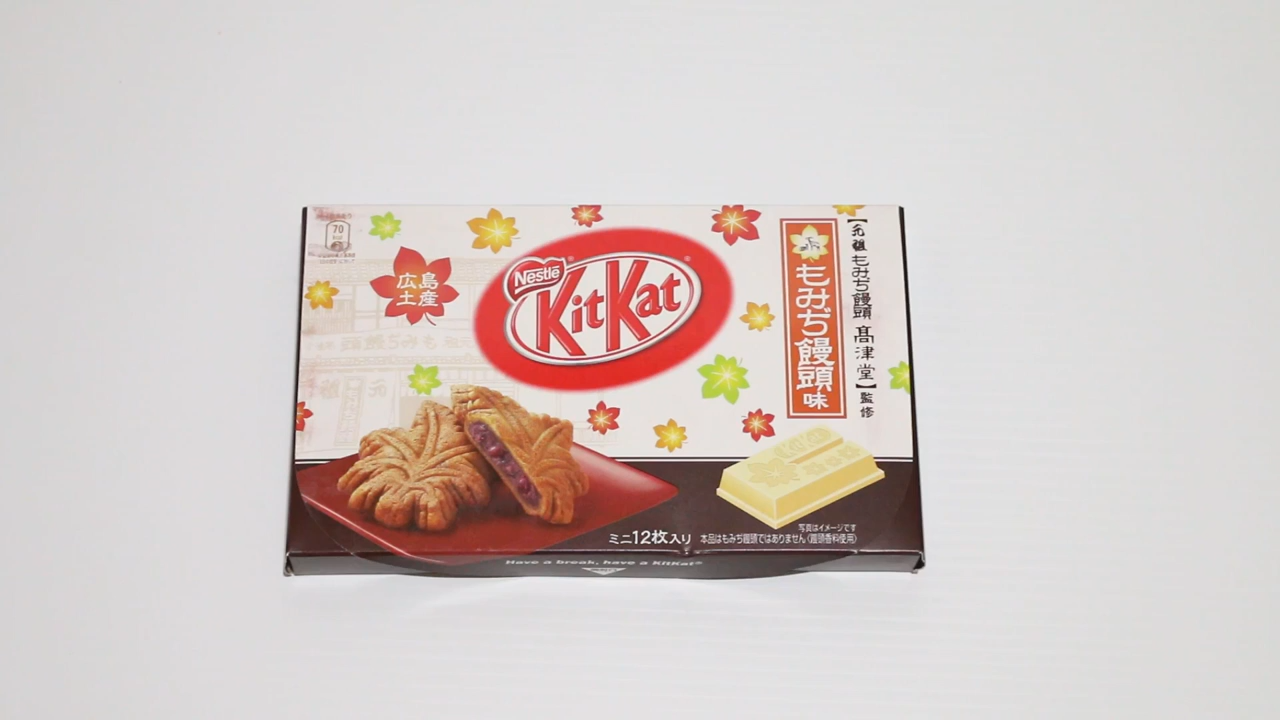 70
kcal
広島
土産
Nestlé
KitKat
もみぢ饅頭味
【元祖もみぢ饅頭 髙津堂】監修
写真はイメージです
ミニ12枚入り
本品はもみぢ饅頭ではありません〈饅頭香料使用〉
Have a break, have a KitKat®